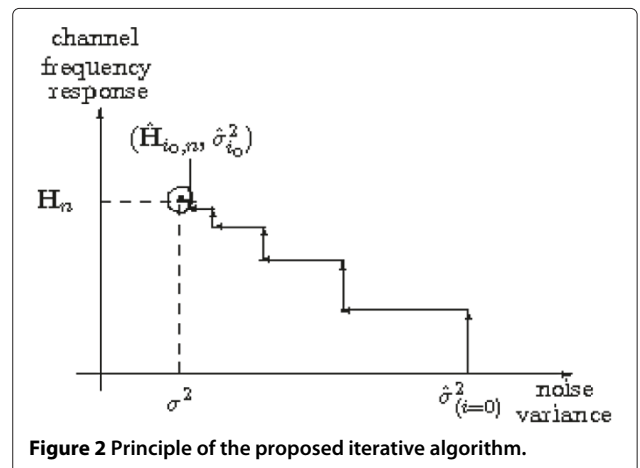 channel
frequency
response
(Ĥ_{i₀,n}, σ̂²_{i₀})
H_n
σ²
σ̂²_{(i=0)}
noise
variance
Figure 2 Principle of the proposed iterative algorithm.